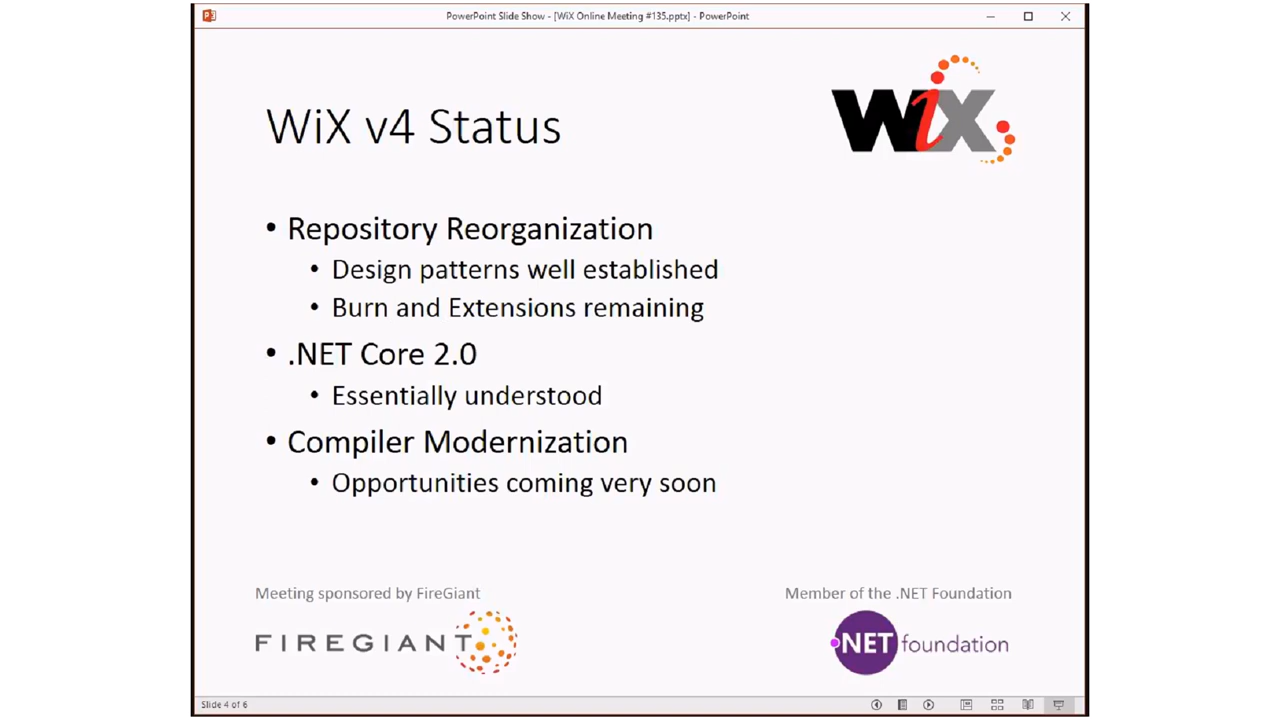 PowerPoint Slide Show - [WiX Online Meeting #135.pptx] - PowerPoint
WiX
WiX v4 Status
• Repository Reorganization
• Design patterns well established
• Burn and Extensions remaining
• .NET Core 2.0
• Essentially understood
• Compiler Modernization
• Opportunities coming very soon
Meeting sponsored by FireGiant
Member of the .NET Foundation
FIREGIANT
.NET foundation
Slide 4 of 6